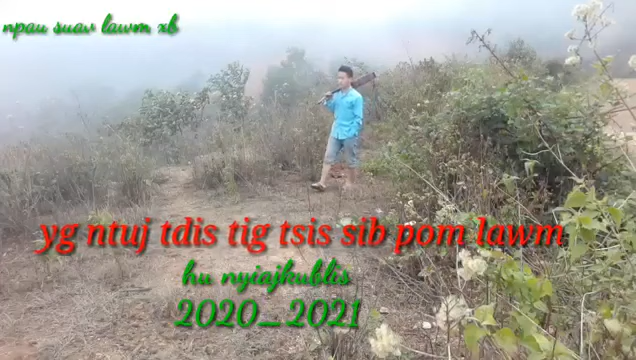 npau suav lawm xb
yg ntuj tdis tig tsis sib pom lawm
hu nyiajkublis
2020_2021